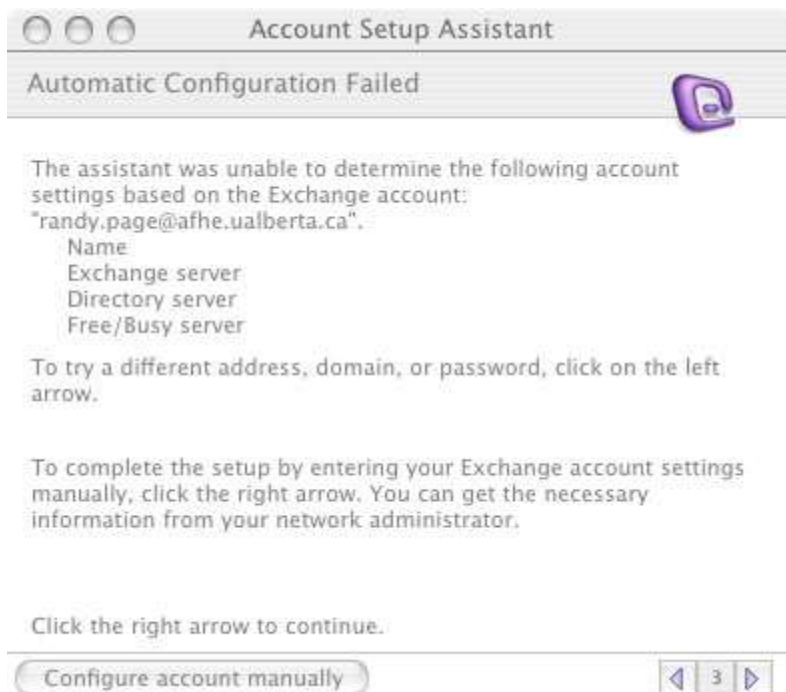 Account Setup Assistant
Automatic Configuration Failed
The assistant was unable to determine the following account
settings based on the Exchange account:
"randy.page@afhe.ualberta.ca".
Name
Exchange server
Directory server
Free/Busy server
To try a different address, domain, or password, click on the left
arrow.
To complete the setup by entering your Exchange account settings
manually, click the right arrow. You can get the necessary
information from your network administrator.
Click the right arrow to continue.
Configure account manually
3